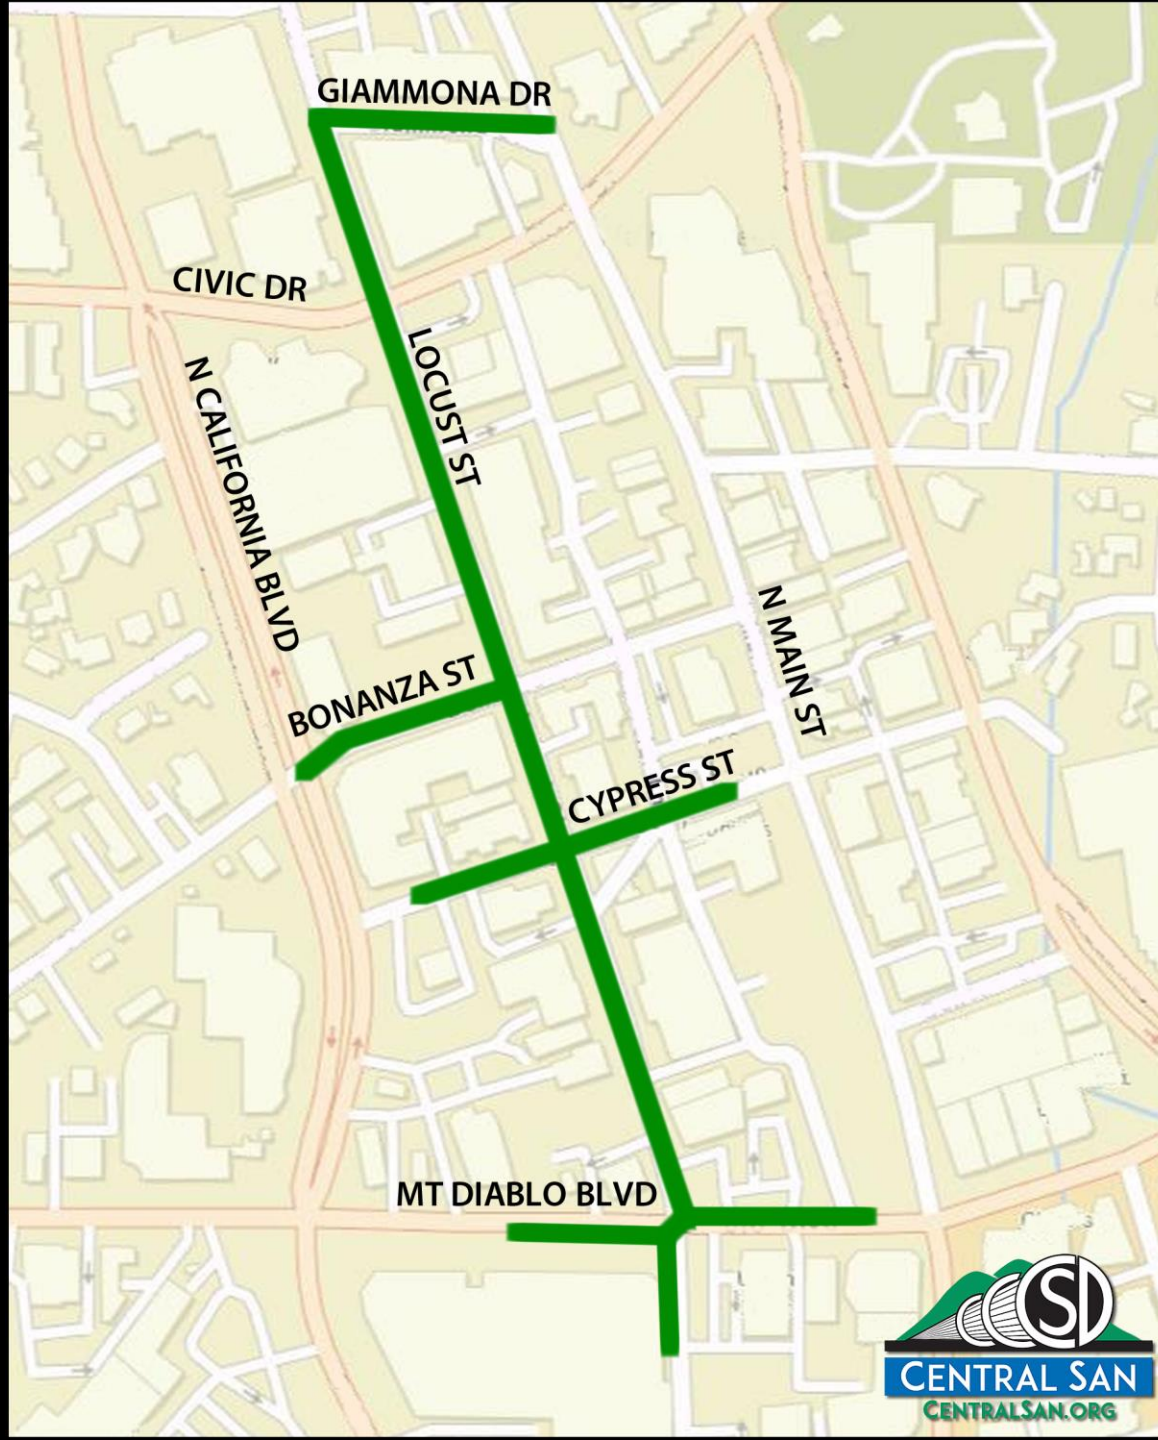 GIAMMONA DR
CIVIC DR
LOCUST ST
N CALIFORNIA BLVD
N MAIN ST
BONANZA ST
CYPRESS ST
MT DIABLO BLVD
CSD
CENTRAL SAN
CENTRALSAN.ORG